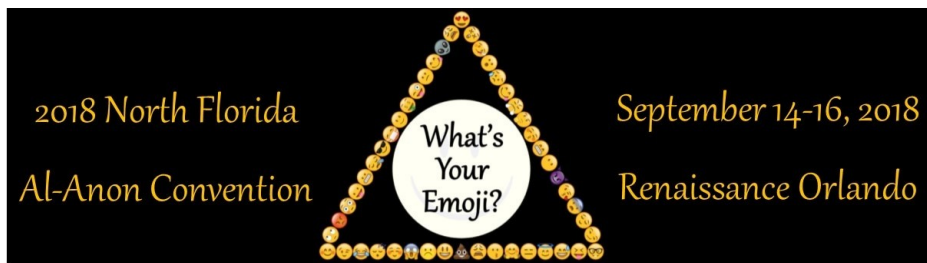 2018 North Florida
Al-Anon Convention
What's
Your
Emoji?
September 14-16, 2018
Renaissance Orlando